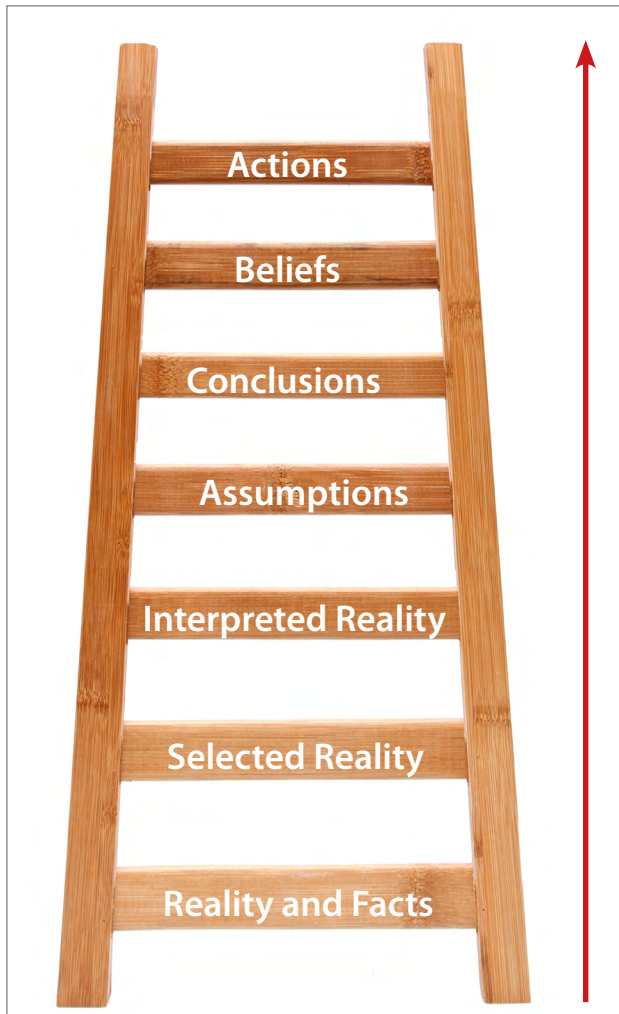 Actions
Beliefs
Conclusions
Assumptions
Interpreted Reality
Selected Reality
Reality and Facts